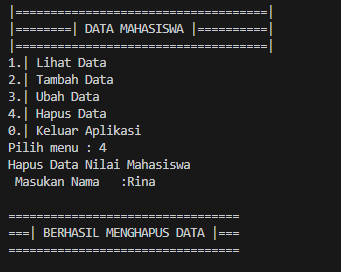 |====================================|
|========| DATA MAHASISWA |==========|
|====================================|
1.| Lihat Data
2.| Tambah Data
3.| Ubah Data
4.| Hapus Data
0.| Keluar Aplikasi
Pilih menu : 4
Hapus Data Nilai Mahasiswa
 Masukan Nama   :Rina

=================================
===| BERHASIL MENGHAPUS DATA |===
=================================